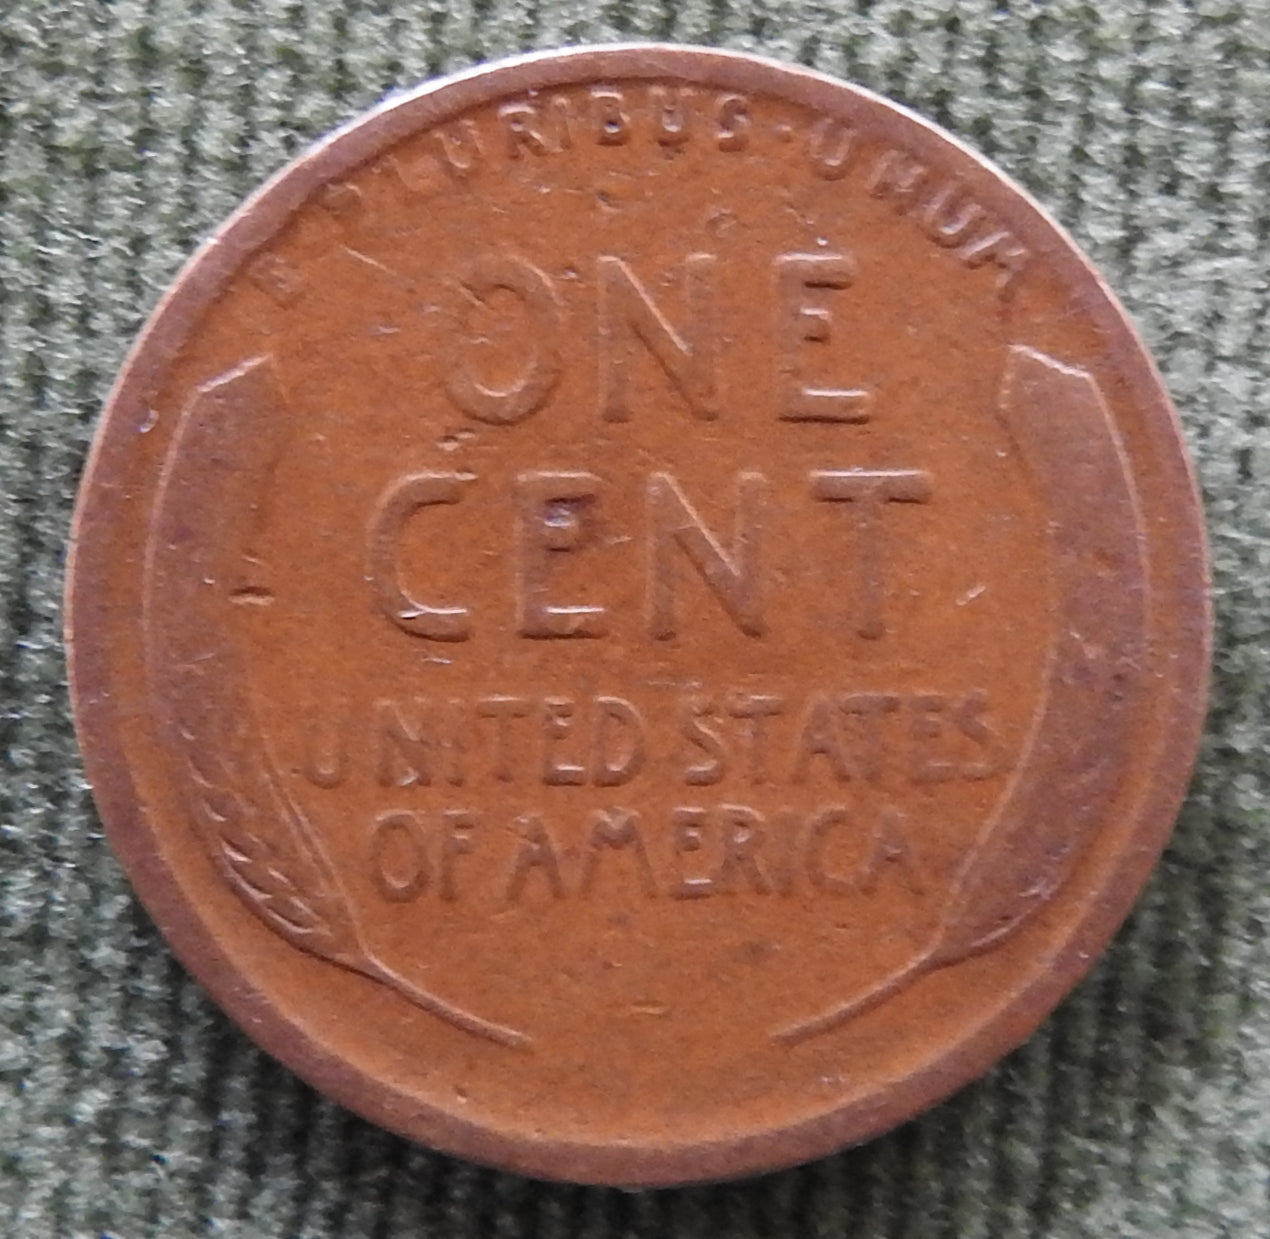 E·PLURIBUS·UNUM
ONE
CENT
UNITED STATES
OF AMERICA